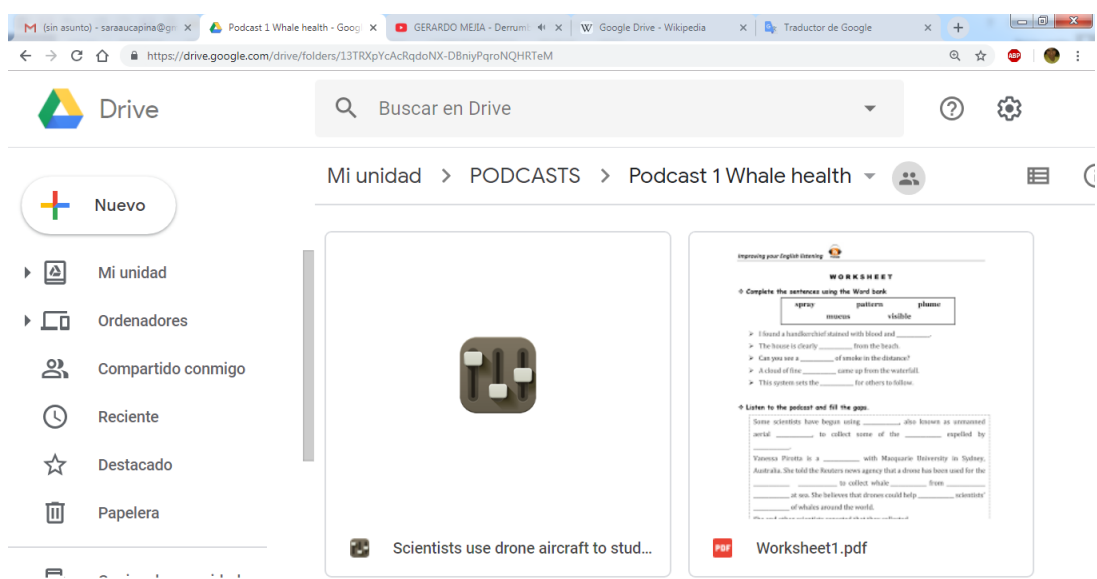 (sin asunto) - saraaucapina@gn
Podcast 1 Whale health - Goog
GERARDO MEJIA - Derrumb
Google Drive - Wikipedia
Traductor de Google
https://drive.google.com/drive/folders/13TRXpYcAcRqdoNX-DBniyPqroNQHRTeM
ABP
Drive
Buscar en Drive
Mi unidad > PODCASTS > Podcast 1 Whale health
Nuevo
Mi unidad
Ordenadores
Compartido conmigo
Reciente
Destacado
Papelera
Improving your English listening
WORKSHEET
Complete the sentences using the Word bank
spray pattern plume
mucus visible
I found a handkerchief stained with blood and ________.
The house is clearly ________ from the beach.
Can you see a ________ of smoke in the distance?
A cloud of fine ________ came up from the waterfall.
This system sets the ________ for others to follow.
Listen to the podcast and fill the gaps.
Some scientists have begun using ________, also known as unmanned
aerial ________, to collect some of the ________ expelled by
________.
Vanessa Pirotta is a ________ with Macquarie University in Sydney,
Australia. She told the Reuters news agency that a drone has been used for the
________ ________ to collect whale ________ from ________
________ at sea. She believes that drones could help ________ scientists'
________ of whales around the world.
Scientists use drone aircraft to stud...
PDF
Worksheet1.pdf